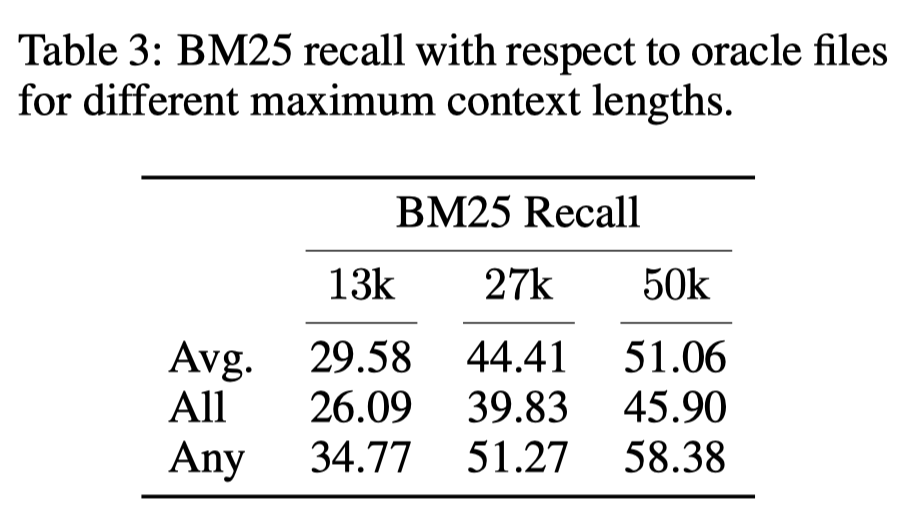 Table 3: BM25 recall with respect to oracle files
for different maximum context lengths.
BM25 Recall
13k 27k 50k
Avg. 29.58 44.41 51.06
All 26.09 39.83 45.90
Any 34.77 51.27 58.38